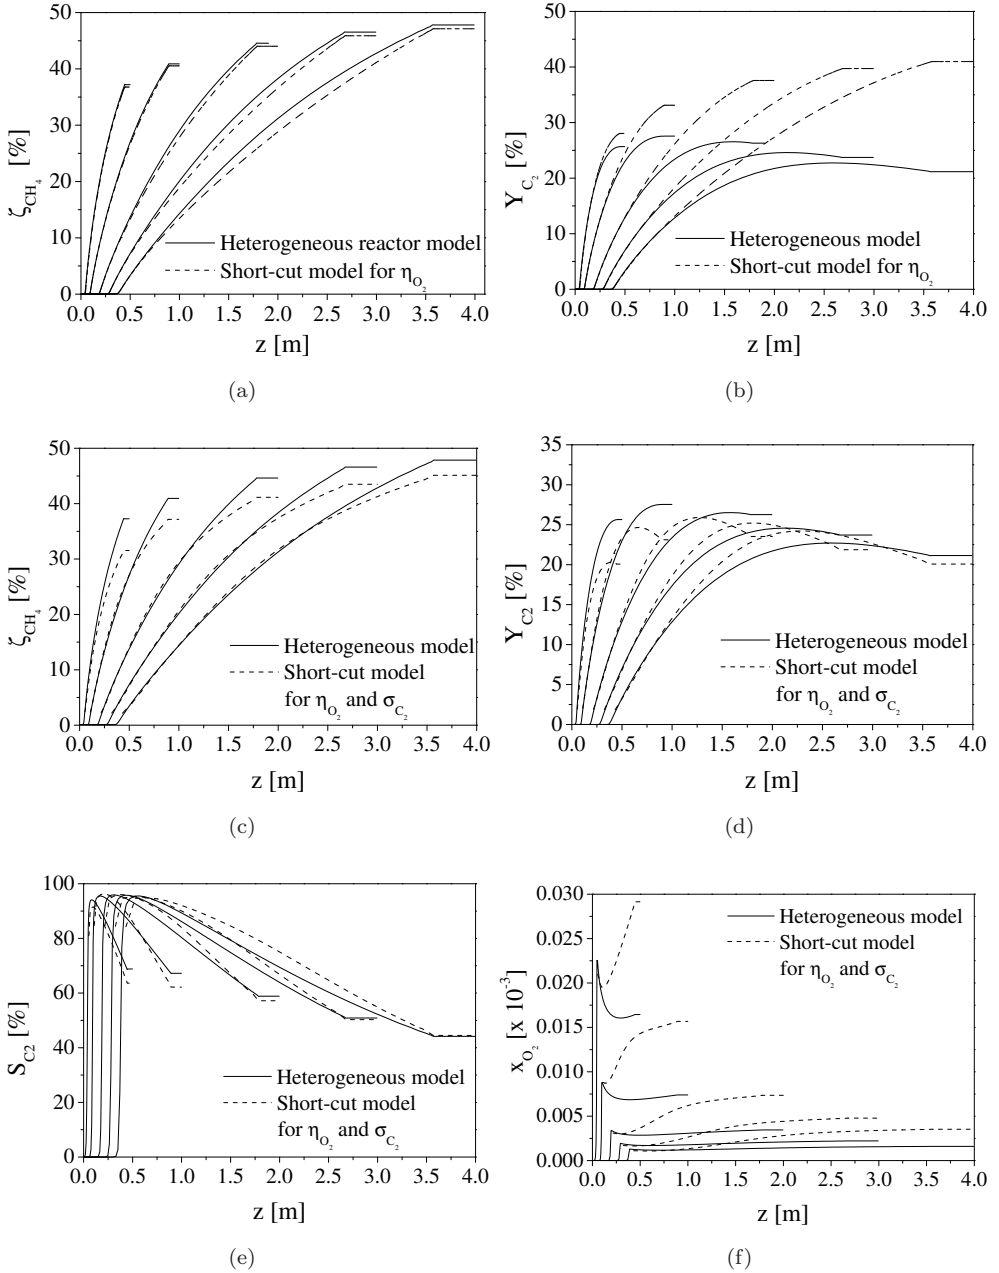 50
40
30
20
10
0
ζCH4 [%]
Heterogeneous reactor model
Short-cut model for ηO2
0.0 0.5 1.0 1.5 2.0 2.5 3.0 3.5 4.0
z [m]
(a)
50
40
30
20
10
0
YC2 [%]
Heterogeneous model
Short-cut model for ηO2
0.0 0.5 1.0 1.5 2.0 2.5 3.0 3.5 4.0
z [m]
(b)
50
40
30
20
10
0
ζCH4 [%]
Heterogeneous model
Short-cut model
for ηO2 and σC2
0.0 0.5 1.0 1.5 2.0 2.5 3.0 3.5 4.0
z [m]
(c)
35
30
25
20
15
10
5
0
YC2 [%]
Heterogeneous model
Short-cut model
for ηO2 and σC2
0.0 0.5 1.0 1.5 2.0 2.5 3.0 3.5 4.0
z [m]
(d)
100
80
60
40
20
0
SC2 [%]
Heterogeneous model
Short-cut model
for ηO2 and σC2
0.0 0.5 1.0 1.5 2.0 2.5 3.0 3.5 4.0
z [m]
(e)
0.030
0.025
0.020
0.015
0.010
0.005
0.000
xO2 [x 10-3]
Heterogeneous model
Short-cut model
for ηO2 and σC2
0.0 0.5 1.0 1.5 2.0 2.5 3.0 3.5 4.0
z [m]
(f)